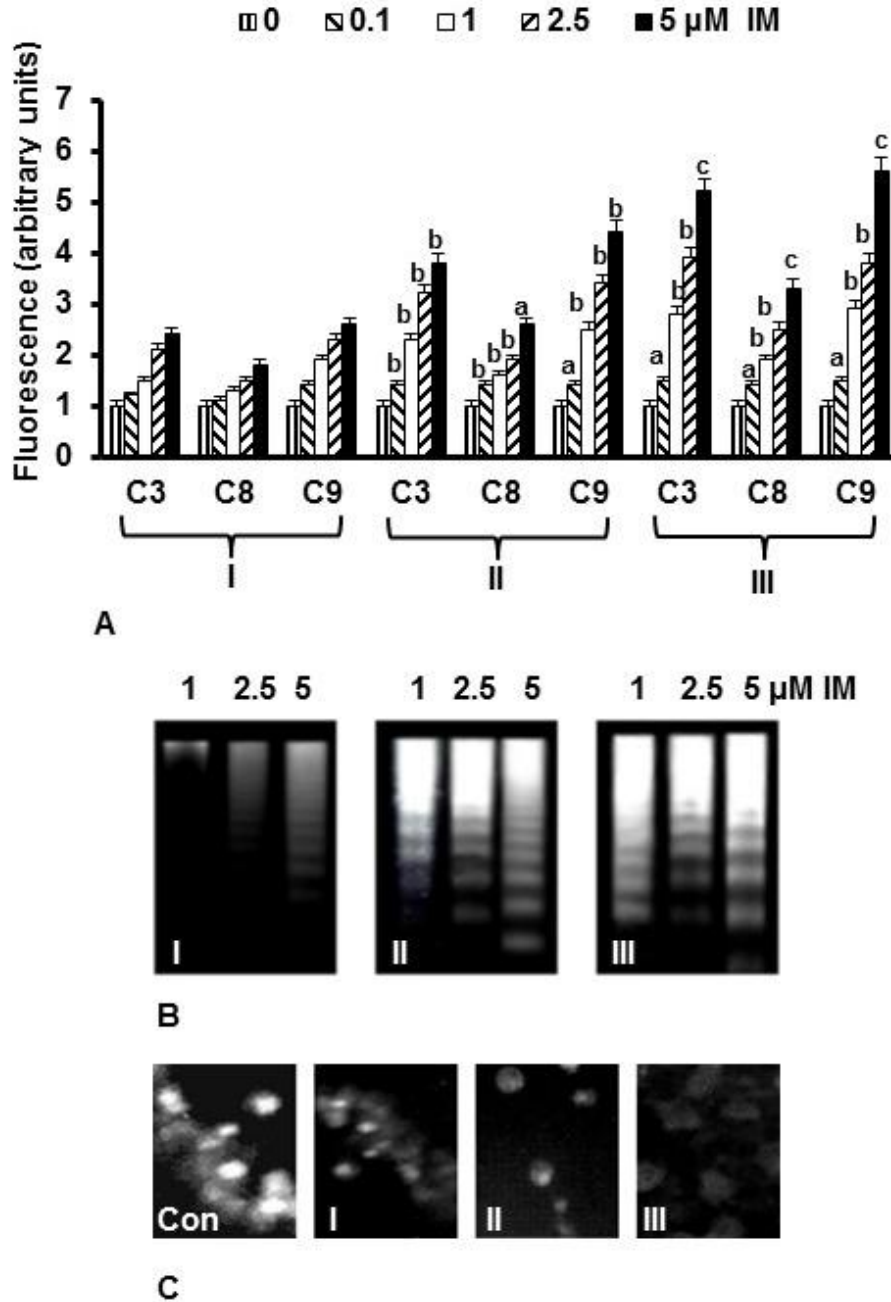 0 0.1 1 2.5 5 µM IM
Fluorescence (arbitrary units)
7
6
5
4
3
2
1
0
b b b b b b b a a b b b a b b c a b b c a b b c
C3 C8 C9 C3 C8 C9 C3 C8 C9
I II III
A
1 2.5 5 1 2.5 5 1 2.5 5 µM IM
I II III
B
Con I II III
C